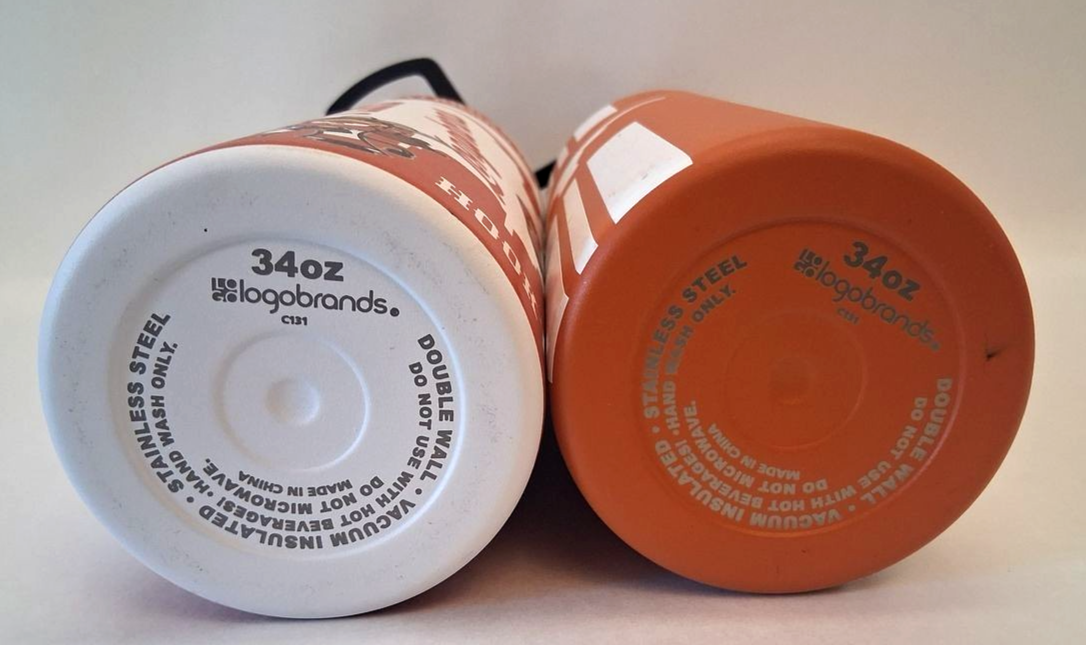 34oz
logobrands.
C131
DOUBLE WALL • VACUUM INSULATED • STAINLESS STEEL
DO NOT USE WITH HOT BEVERAGES! • HAND WASH ONLY.
DO NOT MICROWAVE.
MADE IN CHINA
HOO
34oz
logobrands.
C131
DOUBLE WALL • VACUUM INSULATED • STAINLESS STEEL
DO NOT USE WITH HOT BEVERAGES! • HAND WASH ONLY.
DO NOT MICROWAVE.
MADE IN CHINA